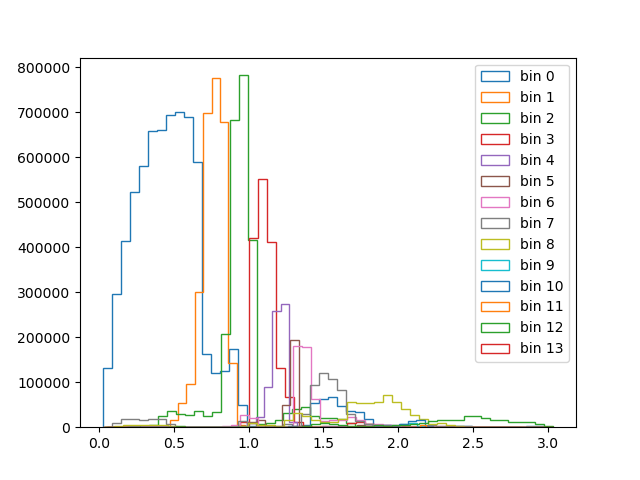 800000
700000
600000
500000
400000
300000
200000
100000
0
0.0 0.5 1.0 1.5 2.0 2.5 3.0
bin 0
bin 1
bin 2
bin 3
bin 4
bin 5
bin 6
bin 7
bin 8
bin 9
bin 10
bin 11
bin 12
bin 13